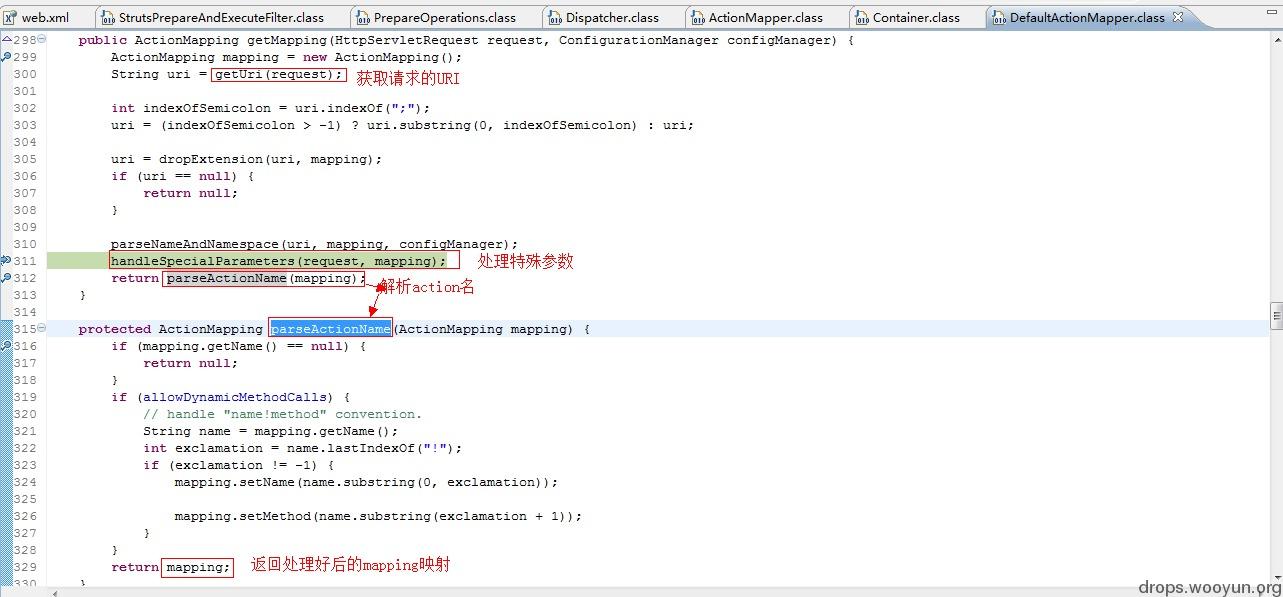 web.xml StrutsPrepareAndExecuteFilter.class PrepareOperations.class Dispatcher.class ActionMapper.class Container.class DefaultActionMapper.class
298 public ActionMapping getMapping(HttpServletRequest request, ConfigurationManager configManager) {
299 ActionMapping mapping = new ActionMapping();
300 String uri = getUri(request); 获取请求的URI
301
302 int indexOfSemicolon = uri.indexOf(";");
303 uri = (indexOfSemicolon > -1) ? uri.substring(0, indexOfSemicolon) : uri;
304
305 uri = dropExtension(uri, mapping);
306 if (uri == null) {
307 return null;
308 }
309
310 parseNameAndNamespace(uri, mapping, configManager);
311 handleSpecialParameters(request, mapping); 处理特殊参数
312 return parseActionName(mapping);
解析action名
313 }
314
315 protected ActionMapping parseActionName(ActionMapping mapping) {
316 if (mapping.getName() == null) {
317 return null;
318 }
319 if (allowDynamicMethodCalls) {
320 // handle "name!method" convention.
321 String name = mapping.getName();
322 int exclamation = name.lastIndexOf("!");
323 if (exclamation != -1) {
324 mapping.setName(name.substring(0, exclamation));
325
326 mapping.setMethod(name.substring(exclamation + 1));
327 }
328 }
329 return mapping; 返回处理好后的mapping映射
330 }
drops.wooyun.org